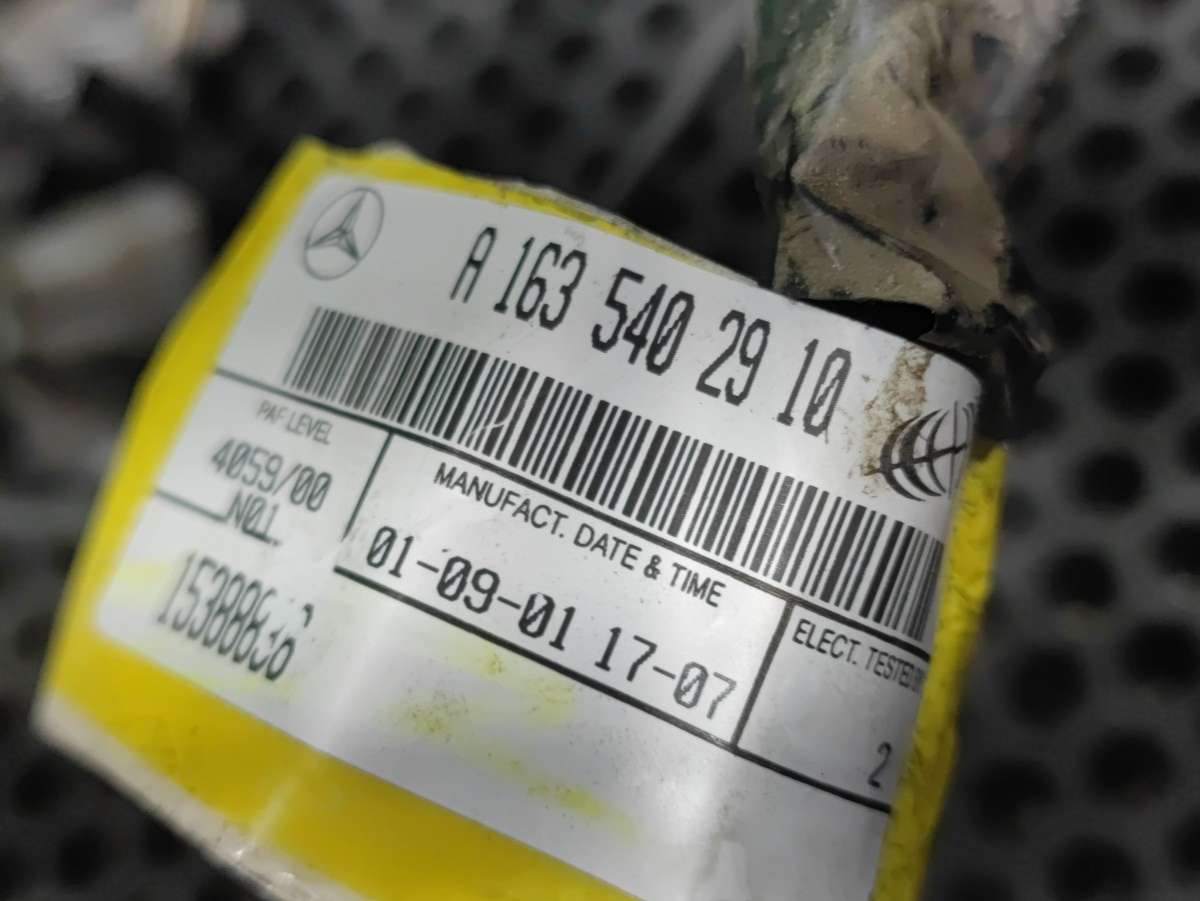 A 163 540 29 10
PAF LEVEL
4059/00
N01.
MANUFACT. DATE & TIME
01-09-01 17-07
ELECT. TESTED
2